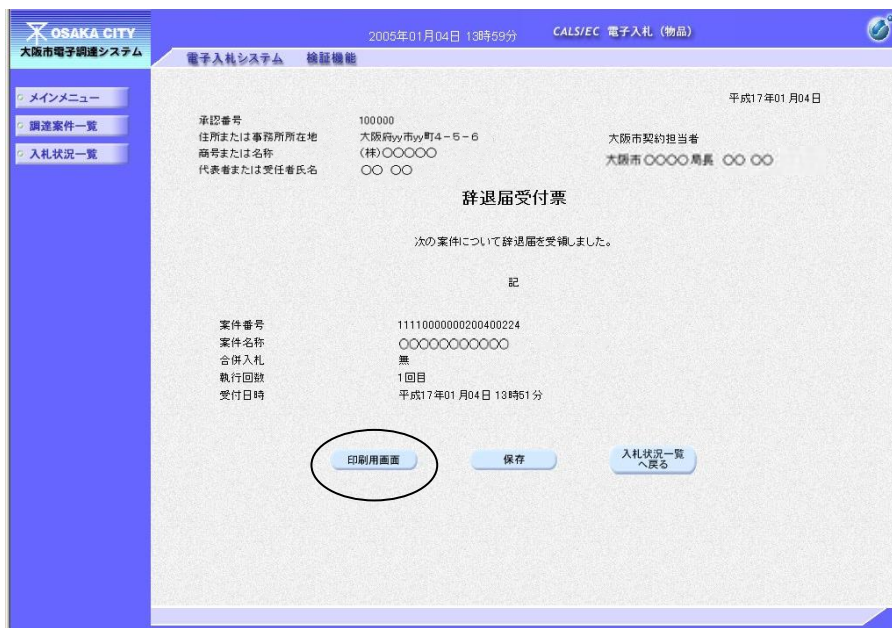 OSAKA CITY
大阪市電子調達システム
2005年01月04日 13時59分
CALS/EC 電子入札（物品）
電子入札システム 検証機能
メインメニュー
調達案件一覧
入札状況一覧
平成17年01月04日
承認番号 100000
住所または事務所所在地 大阪府yy市yy町4－5－6
商号または名称 (株)○○○○○
代表者または受任者氏名 ○○ ○○
大阪市契約担当者
大阪市○○○○局長 ○○ ○○
辞退届受付票
次の案件について辞退届を受領しました。
記
案件番号 11110000000200400224
案件名称 ○○○○○○○○○○○
合併入札 無
執行回数 1回目
受付日時 平成17年01月04日 13時51分
印刷用画面
保存
入札状況一覧
へ戻る